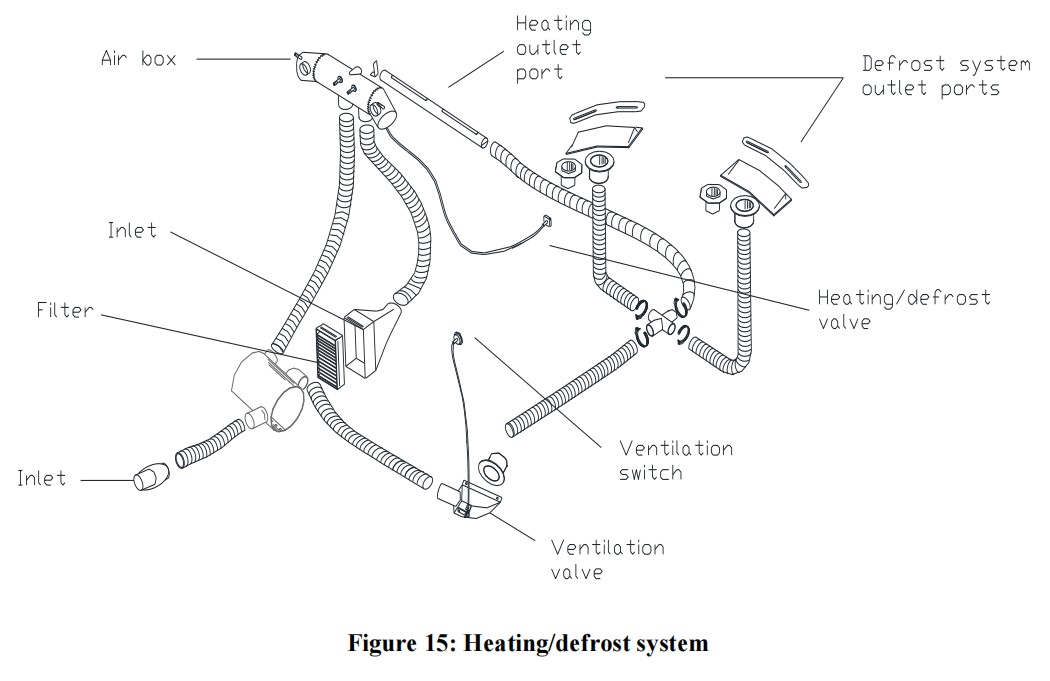 Heating
outlet
port
Air box
Defrost system
outlet ports
Inlet
Filter
Heating/defrost
valve
Ventilation
switch
Inlet
Ventilation
valve
Figure 15: Heating/defrost system